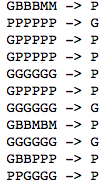 GBBBMM -> P
PPPPPP -> G
GPPPPP -> P
GPPPPP -> P
GGGGGG -> P
GPPPPP -> P
GGGGGG -> G
GBBMBM -> P
GGGGGG -> G
GBBPPP -> P
PPGGGG -> P